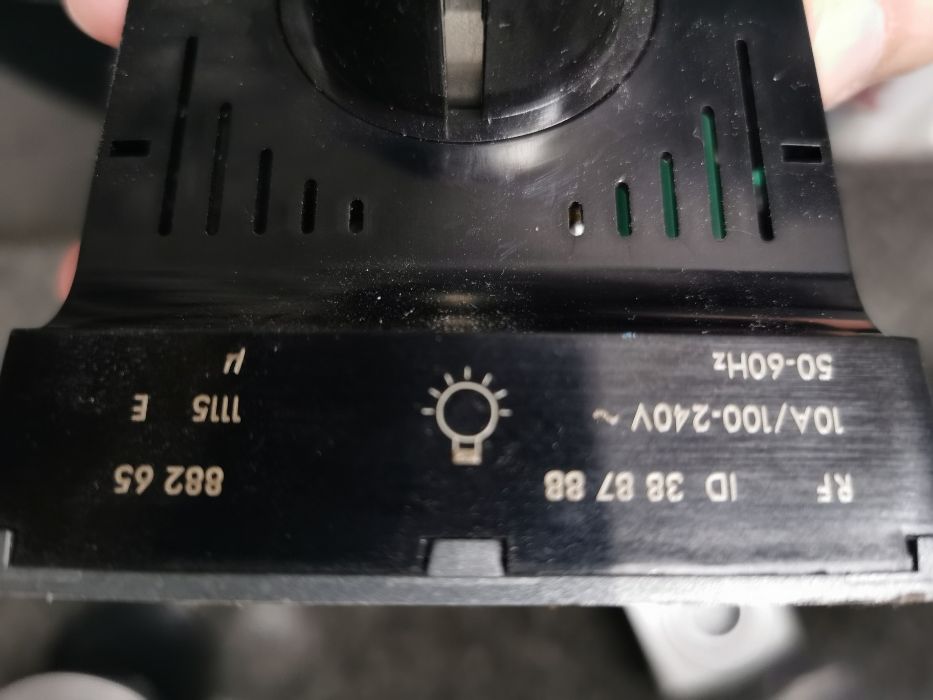 RF ID 38 87 88 882 65
10A/100-240V ~ 1115 E
50-60Hz µ